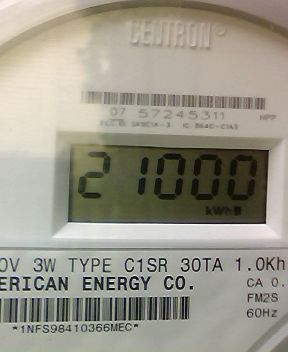 CENTRON®
07 57245311
HPP
21000
kWh
0V 3W TYPE C1SR 30TA 1.0Kh
ERICAN ENERGY CO.
CA 0.
FM2S
60Hz
*1NFS98410366MEC*